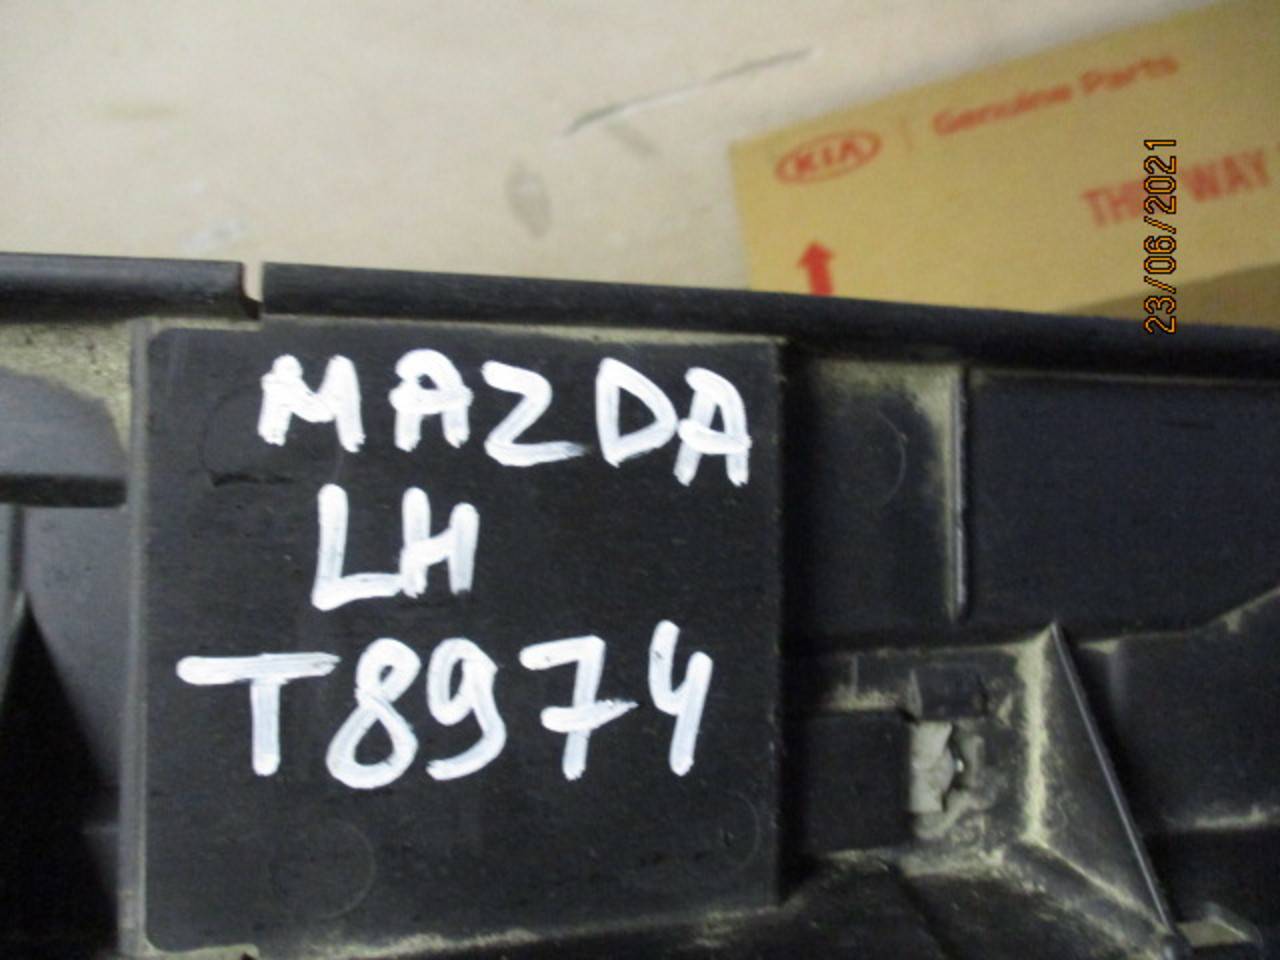 KIA Genuine Parts
THIS WAY
23/06/2021
MAZDA
LH
T8974